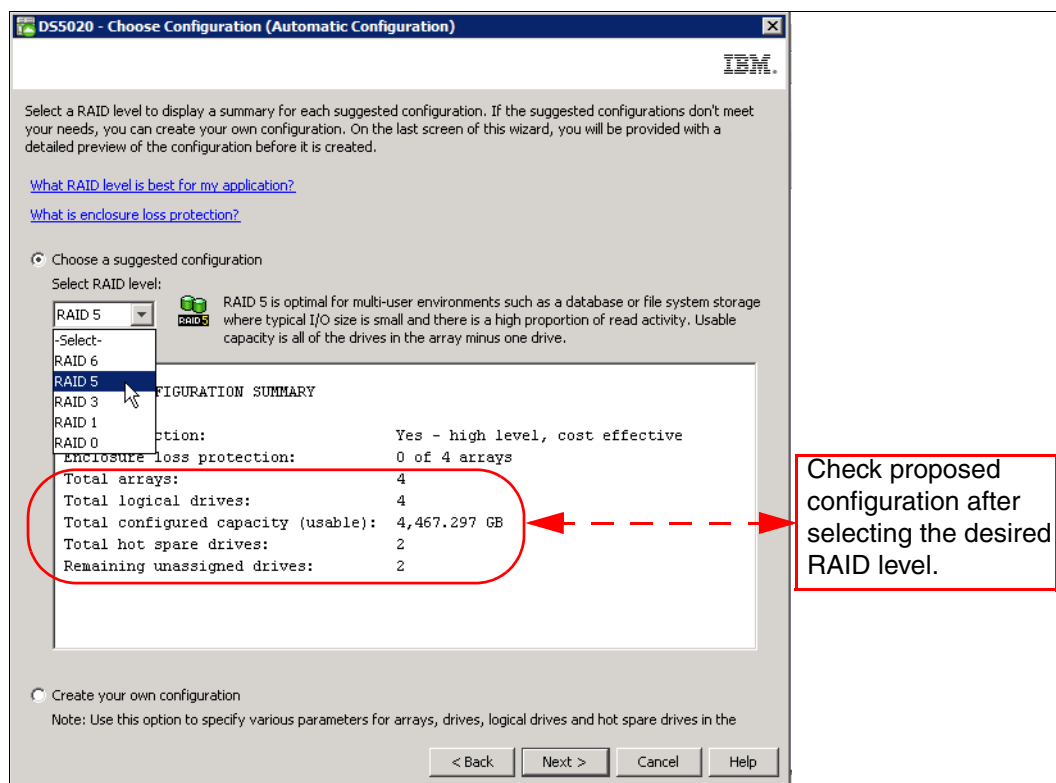 DS5020 - Choose Configuration (Automatic Configuration)
IBM.
Select a RAID level to display a summary for each suggested configuration. If the suggested configurations don't meet
your needs, you can create your own configuration. On the last screen of this wizard, you will be provided with a
detailed preview of the configuration before it is created.
What RAID level is best for my application?
What is enclosure loss protection?
Choose a suggested configuration
Select RAID level:
RAID 5
RAID 5
RAID 5 is optimal for multi-user environments such as a database or file system storage
where typical I/O size is small and there is a high proportion of read activity. Usable
capacity is all of the drives in the array minus one drive.
-Select-
RAID 6
RAID 5
RAID 3
RAID 1
RAID 0
FIGURATION SUMMARY
ction: Yes - high level, cost effective
Enclosure loss protection: 0 of 4 arrays
Total arrays: 4
Total logical drives: 4
Total configured capacity (usable): 4,467.297 GB
Total hot spare drives: 2
Remaining unassigned drives: 2
Check proposed
configuration after
selecting the desired
RAID level.
Create your own configuration
Note: Use this option to specify various parameters for arrays, drives, logical drives and hot spare drives in the
< Back
Next >
Cancel
Help